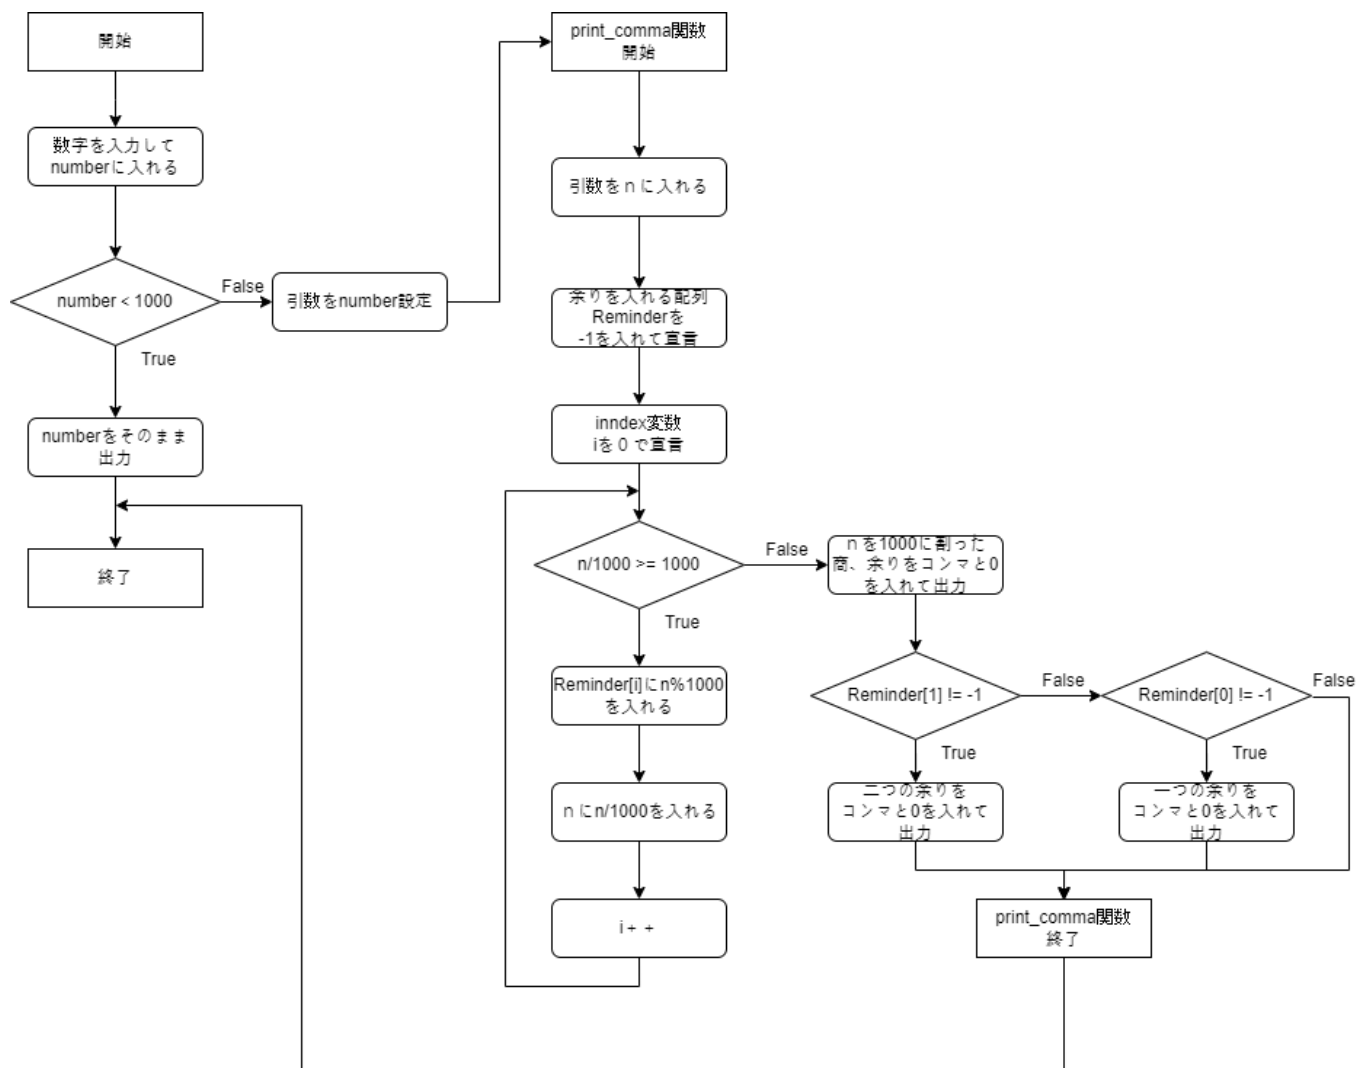 開始
数字を入力して
numberに入れる
number < 1000
False
引数をnumber設定
True
numberをそのまま
出力
終了
print_comma関数
開始
引数をnに入れる
余りを入れる配列
Reminderを
-1を入れて宣言
inndex変数
iを0で宣言
n/1000 >= 1000
False
True
Reminder[i]にn%1000
を入れる
nにn/1000を入れる
i++
nを1000に割った
商、余りをコンマと0
を入れて出力
Reminder[1] != -1
False
True
二つの余りを
コンマと0を入れて
出力
Reminder[0] != -1
False
True
一つの余りを
コンマと0を入れて
出力
print_comma関数
終了